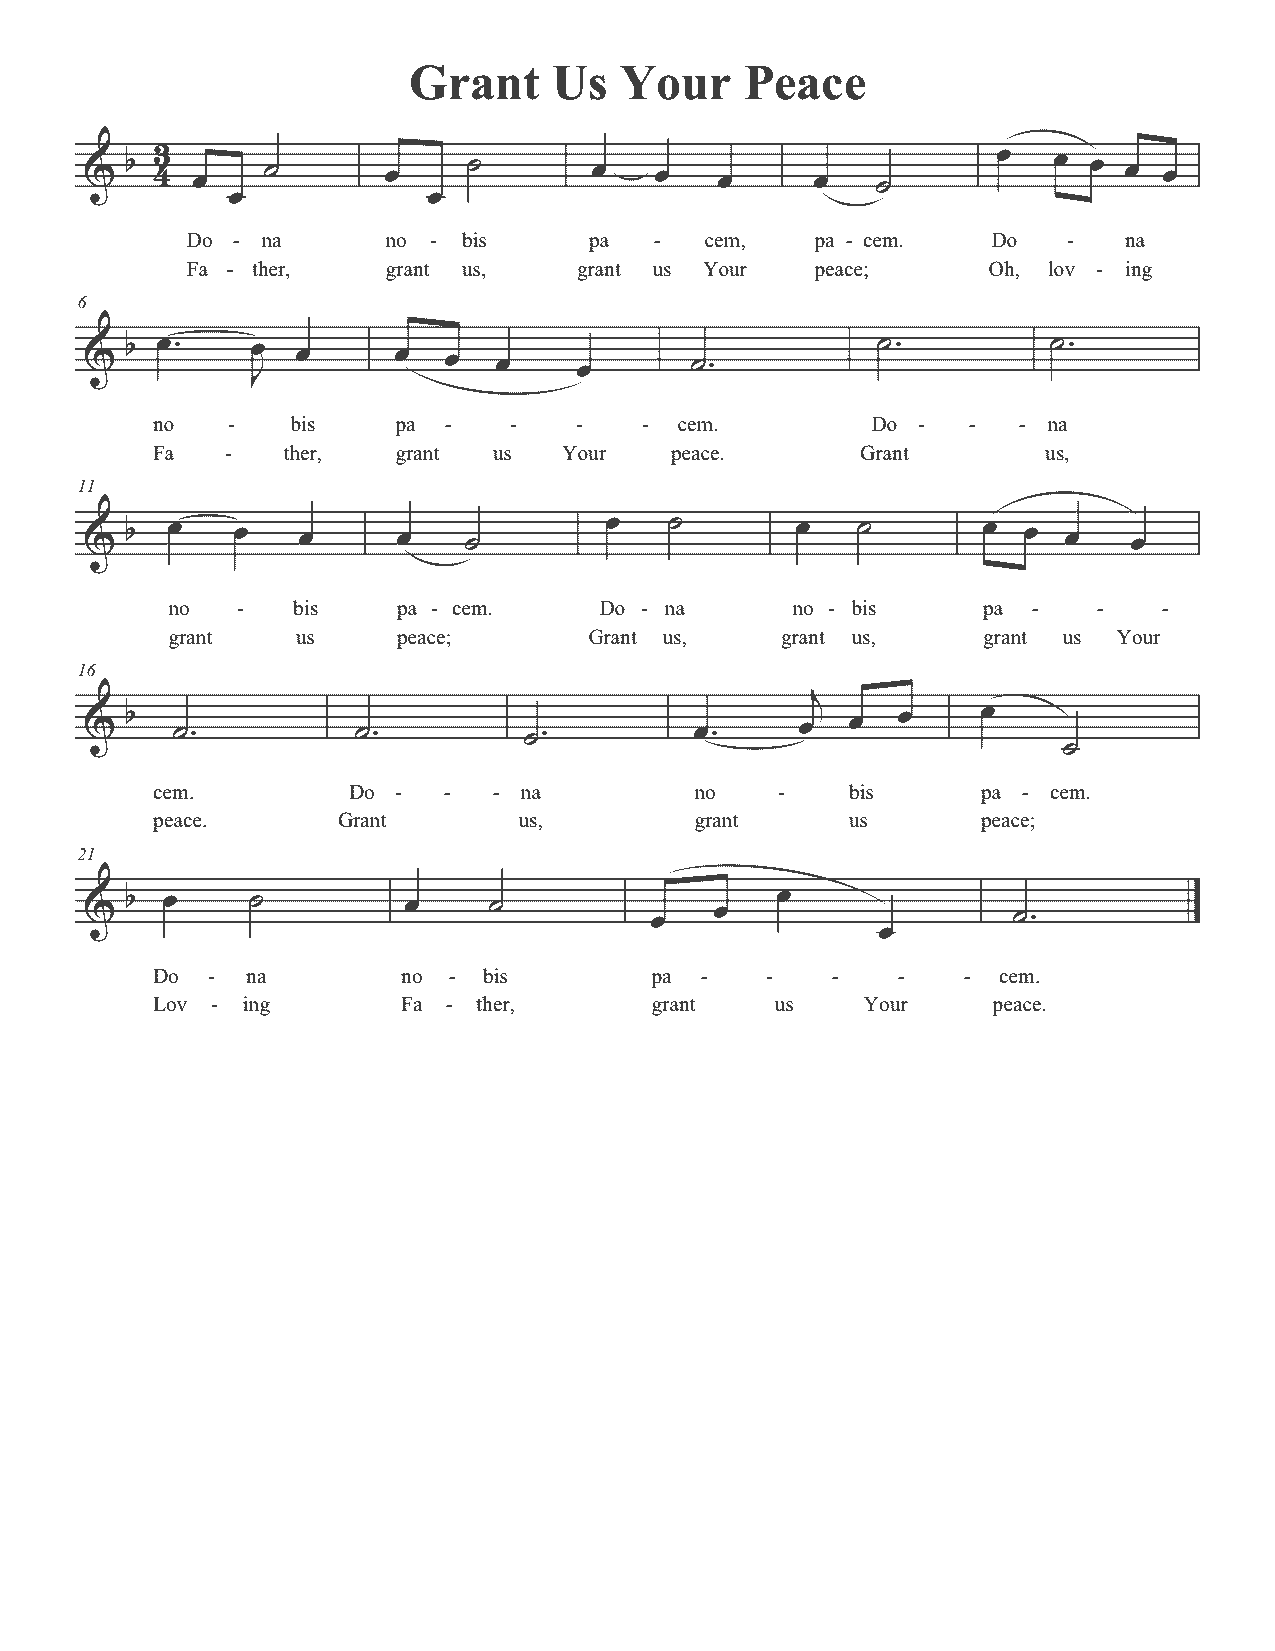 Grant Us Your Peace
3
4
Do - na no - bis pa - cem, pa - cem. Do - na
Fa - ther, grant us, grant us Your peace; Oh, lov - ing
6
no - bis pa - - - - cem. Do - - - na
Fa - ther, grant us Your peace. Grant us,
11
no - bis pa - cem. Do - na no - bis pa - - -
grant us peace; Grant us, grant us, grant us Your
16
cem. Do - - - na no - bis pa - cem.
peace. Grant us, grant us peace;
21
Do - na no - bis pa - - - - - cem.
Lov - ing Fa - ther, grant us Your peace.